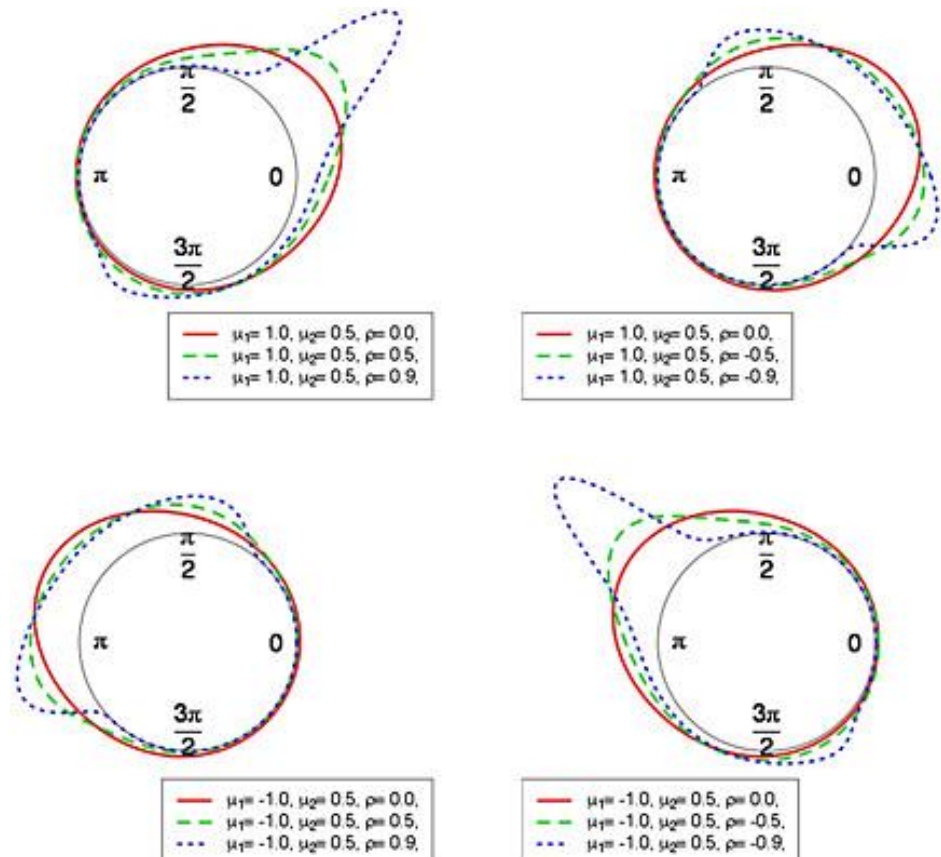 π
2
π
0
3π
2
μ1= 1.0, μ2= 0.5, ρ= 0.0,
μ1= 1.0, μ2= 0.5, ρ= 0.5,
μ1= 1.0, μ2= 0.5, ρ= 0.9,
π
2
π
0
3π
2
μ1= 1.0, μ2= 0.5, ρ= 0.0,
μ1= 1.0, μ2= 0.5, ρ= -0.5,
μ1= 1.0, μ2= 0.5, ρ= -0.9,
π
2
π
0
3π
2
μ1= -1.0, μ2= 0.5, ρ= 0.0,
μ1= -1.0, μ2= 0.5, ρ= 0.5,
μ1= -1.0, μ2= 0.5, ρ= 0.9,
π
2
π
0
3π
2
μ1= -1.0, μ2= 0.5, ρ= 0.0,
μ1= -1.0, μ2= 0.5, ρ= -0.5,
μ1= -1.0, μ2= 0.5, ρ= -0.9,